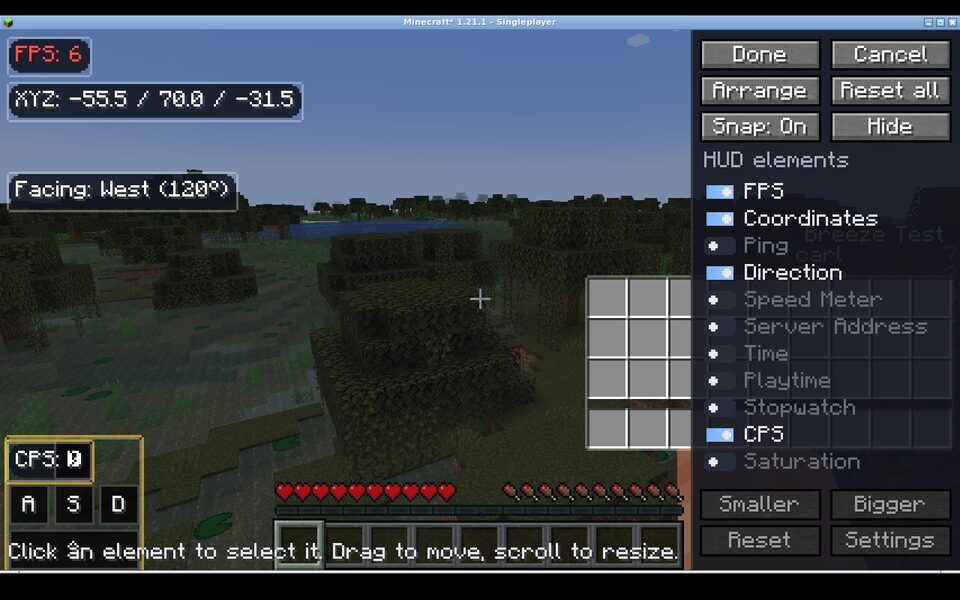 Minecraft* 1.21.1 - Singleplayer
FPS: 6
XYZ: -55.5 / 70.0 / -31.5
Facing: West (120°)
Done
Cancel
Arrange
Reset all
Snap: On
Hide
HUD elements
FPS
Coordinates
Breeze Test
Ping
carl
Direction
Speed Meter
Server Address
Time
Playtime
Stopwatch
CPS
Saturation
Smaller
Bigger
Reset
Settings
CPS: 0
A S D
Click an element to select it. Drag to move, scroll to resize.